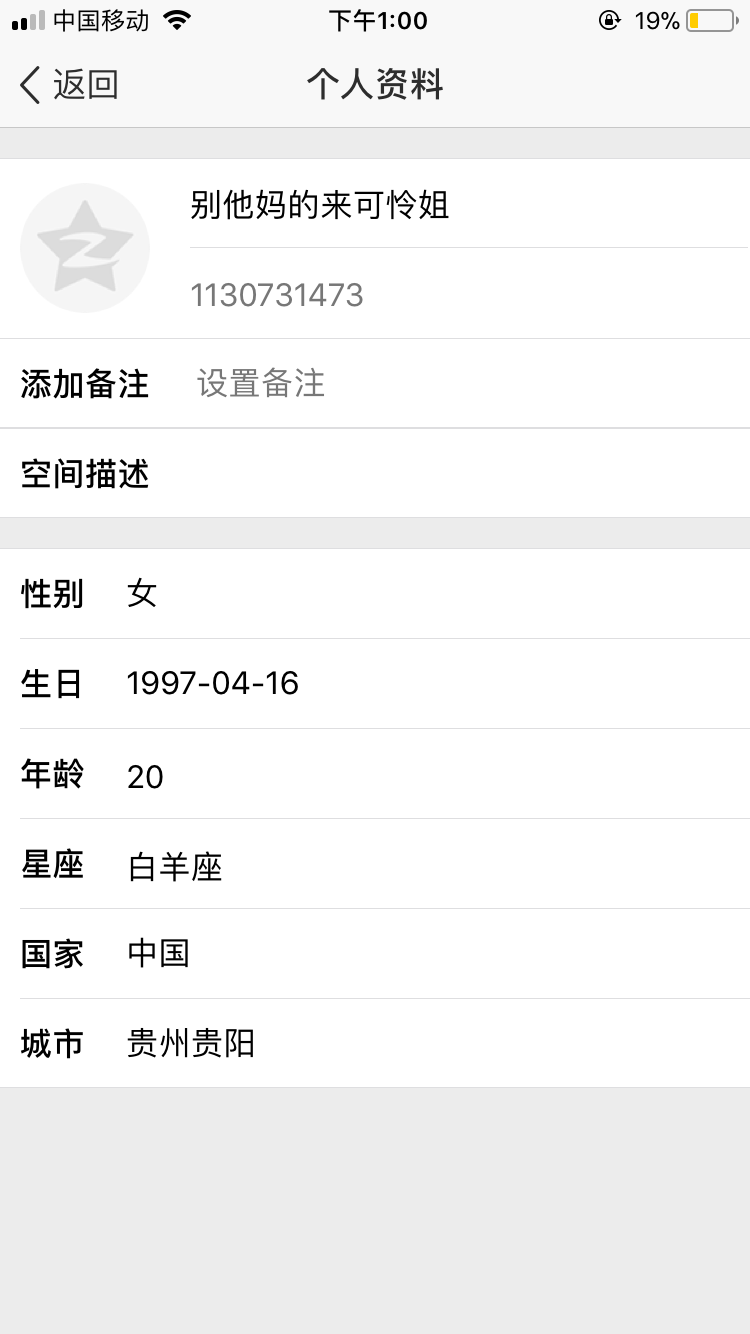 中国移动 下午1:00 19%
返回 个人资料
别他妈的来可怜姐
1130731473
添加备注 设置备注
空间描述
性别 女
生日 1997-04-16
年龄 20
星座 白羊座
国家 中国
城市 贵州贵阳